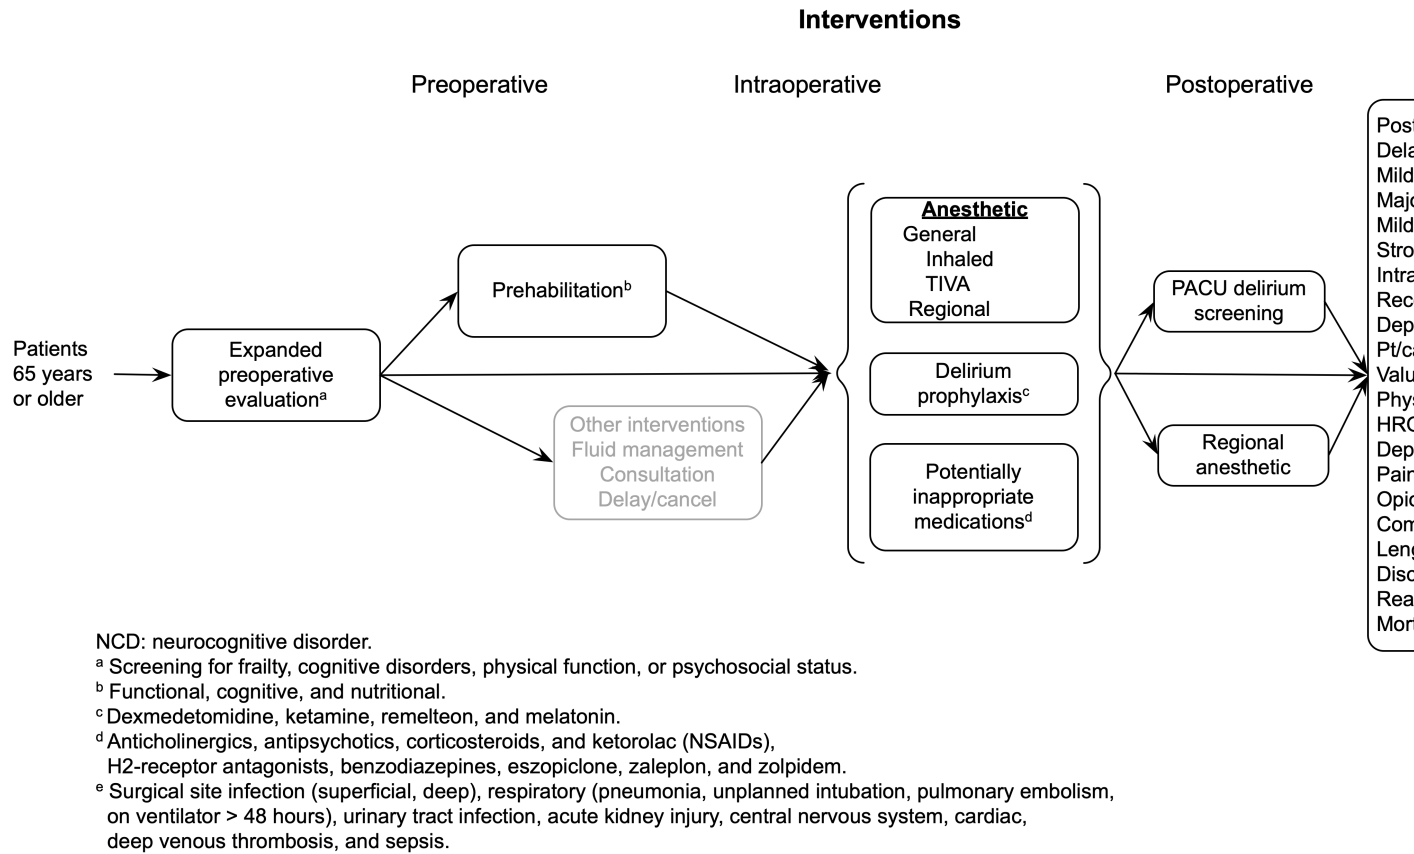 Interventions
Preoperative
Intraoperative
Postoperative
Patients
65 years
or older
Expanded
preoperative
evaluationᵃ
Prehabilitationᵇ
Other interventions
Fluid management
Consultation
Delay/cancel
Anesthetic
General
Inhaled
TIVA
Regional
Delirium
prophylaxisᶜ
Potentially
inappropriate
medicationsᵈ
PACU delirium
screening
Regional
anesthetic
Mild
Mild
NCD: neurocognitive disorder.
ᵃ Screening for frailty, cognitive disorders, physical function, or psychosocial status.
ᵇ Functional, cognitive, and nutritional.
ᶜ Dexmedetomidine, ketamine, remelteon, and melatonin.
ᵈ Anticholinergics, antipsychotics, corticosteroids, and ketorolac (NSAIDs),
H2-receptor antagonists, benzodiazepines, eszopiclone, zaleplon, and zolpidem.
ᵉ Surgical site infection (superficial, deep), respiratory (pneumonia, unplanned intubation, pulmonary embolism,
on ventilator > 48 hours), urinary tract infection, acute kidney injury, central nervous system, cardiac,
deep venous thrombosis, and sepsis.